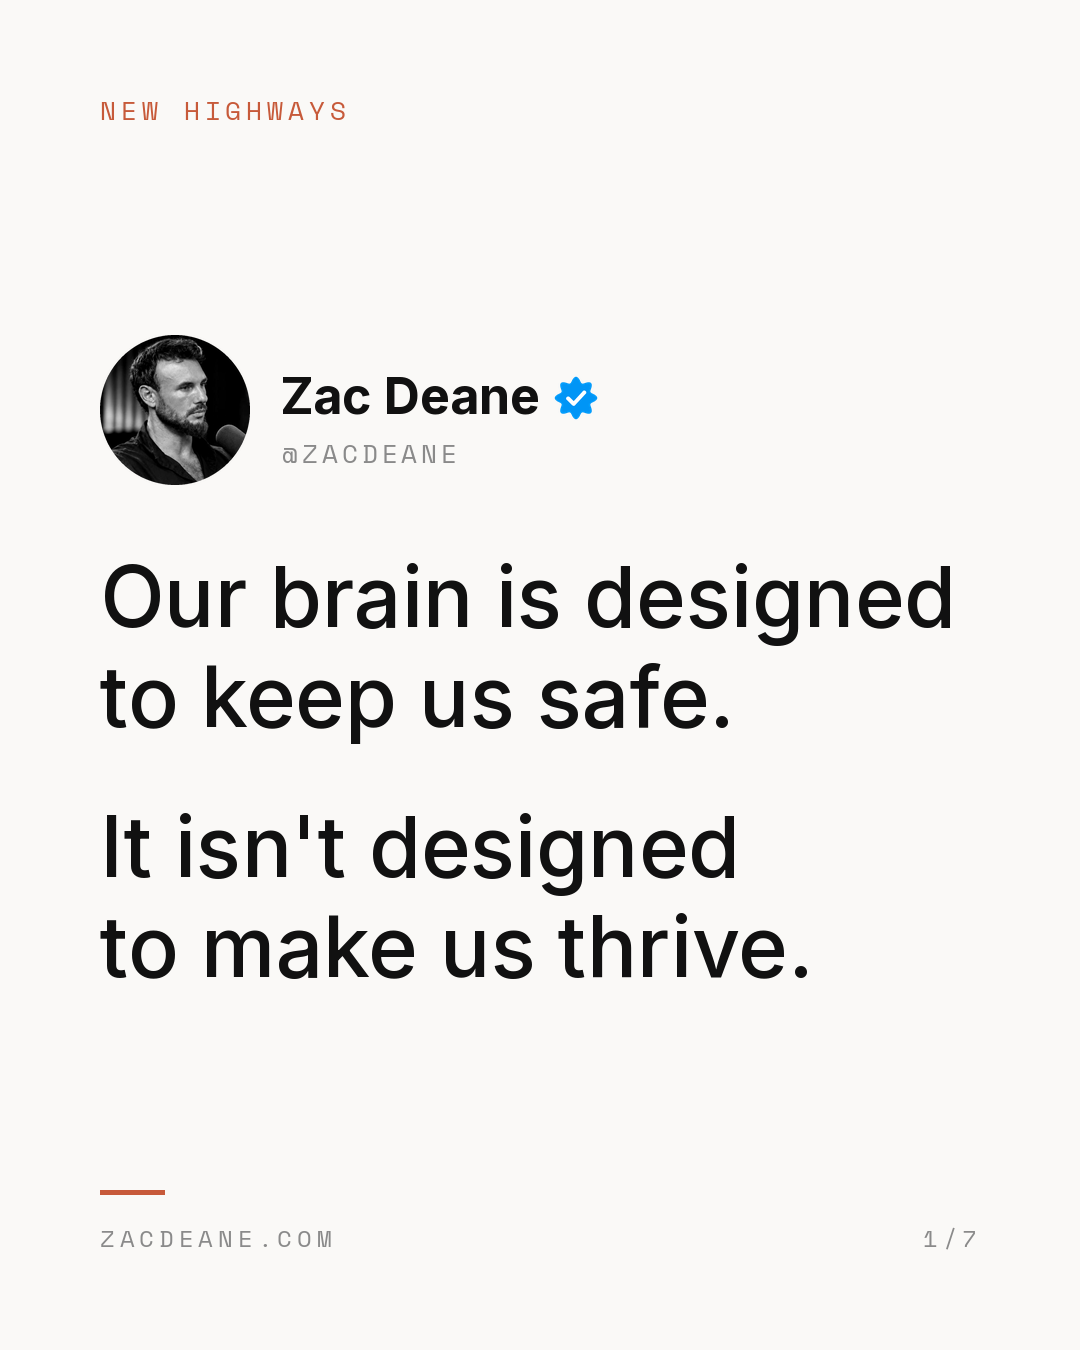 NEW HIGHWAYS
Zac Deane
@ZACDEANE
Our brain is designed
to keep us safe.
It isn't designed
to make us thrive.
ZACDEANE.COM
1/7